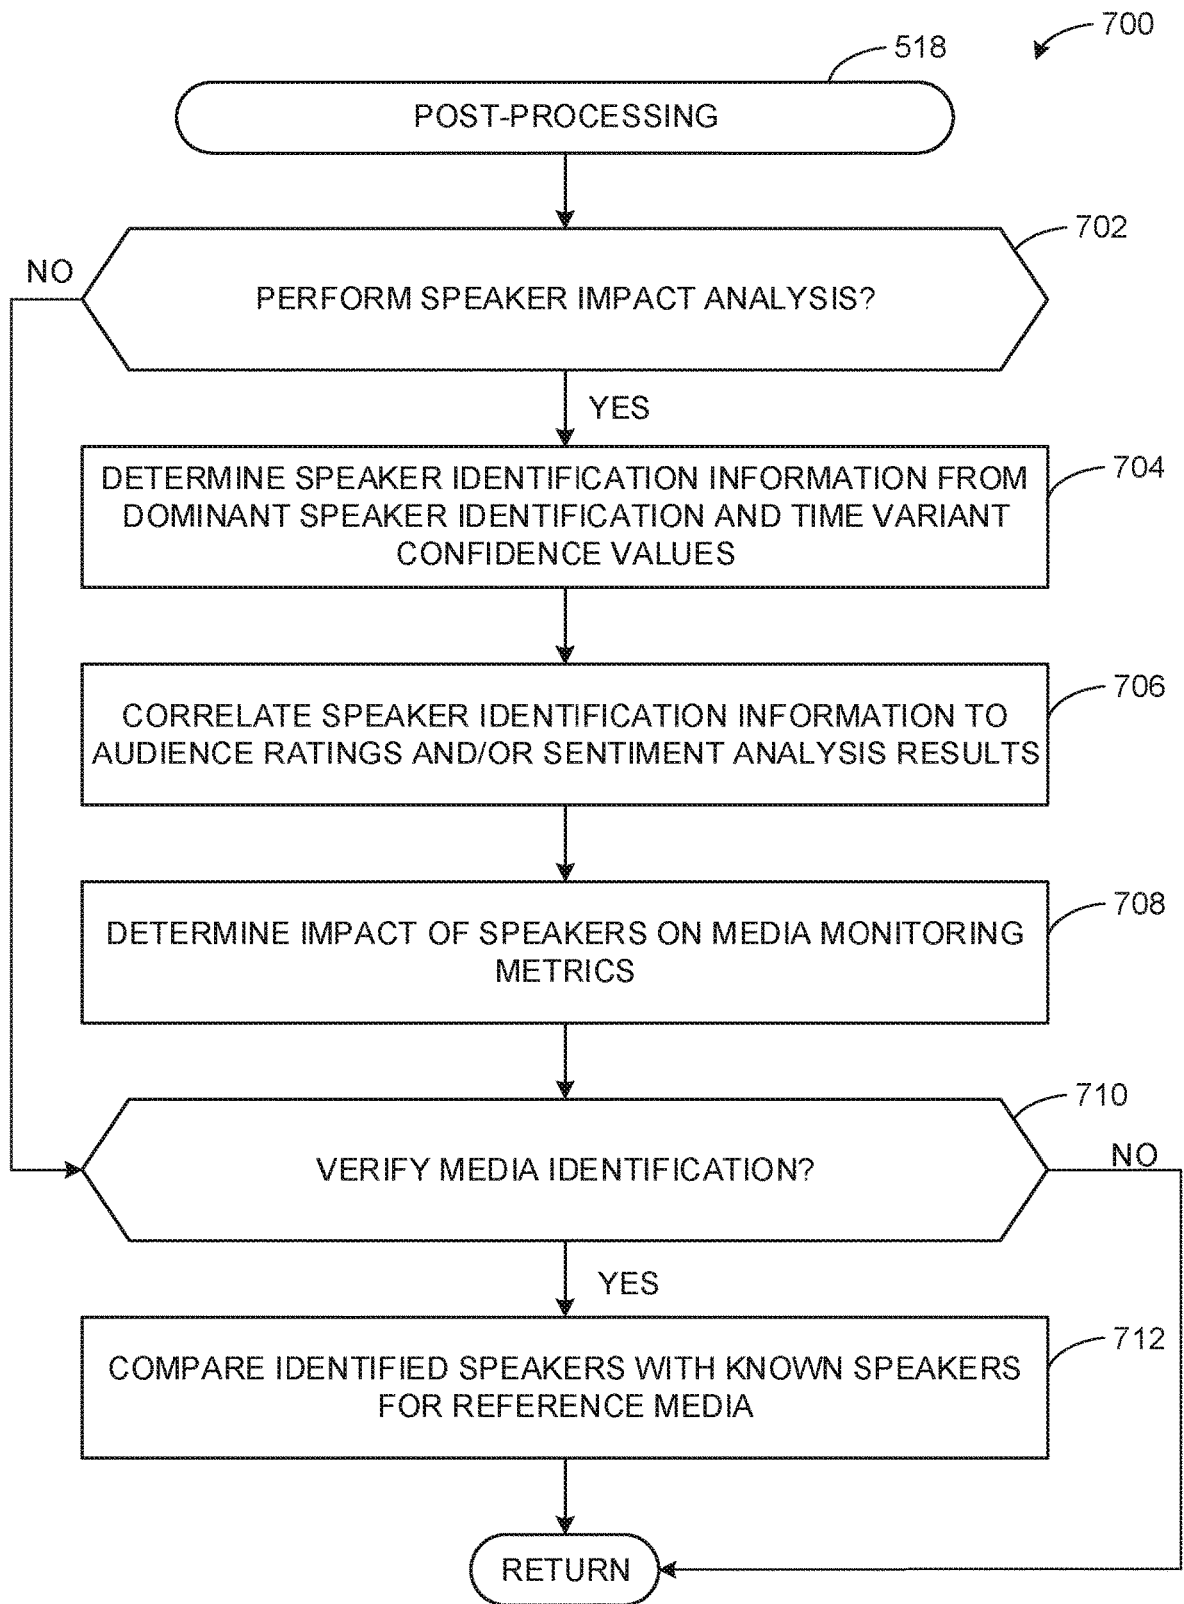 700
518
POST-PROCESSING
702
NO
PERFORM SPEAKER IMPACT ANALYSIS?
YES
704
DETERMINE SPEAKER IDENTIFICATION INFORMATION FROM
DOMINANT SPEAKER IDENTIFICATION AND TIME VARIANT
CONFIDENCE VALUES
706
CORRELATE SPEAKER IDENTIFICATION INFORMATION TO
AUDIENCE RATINGS AND/OR SENTIMENT ANALYSIS RESULTS
708
DETERMINE IMPACT OF SPEAKERS ON MEDIA MONITORING
METRICS
710
VERIFY MEDIA IDENTIFICATION?
NO
YES
712
COMPARE IDENTIFIED SPEAKERS WITH KNOWN SPEAKERS
FOR REFERENCE MEDIA
RETURN